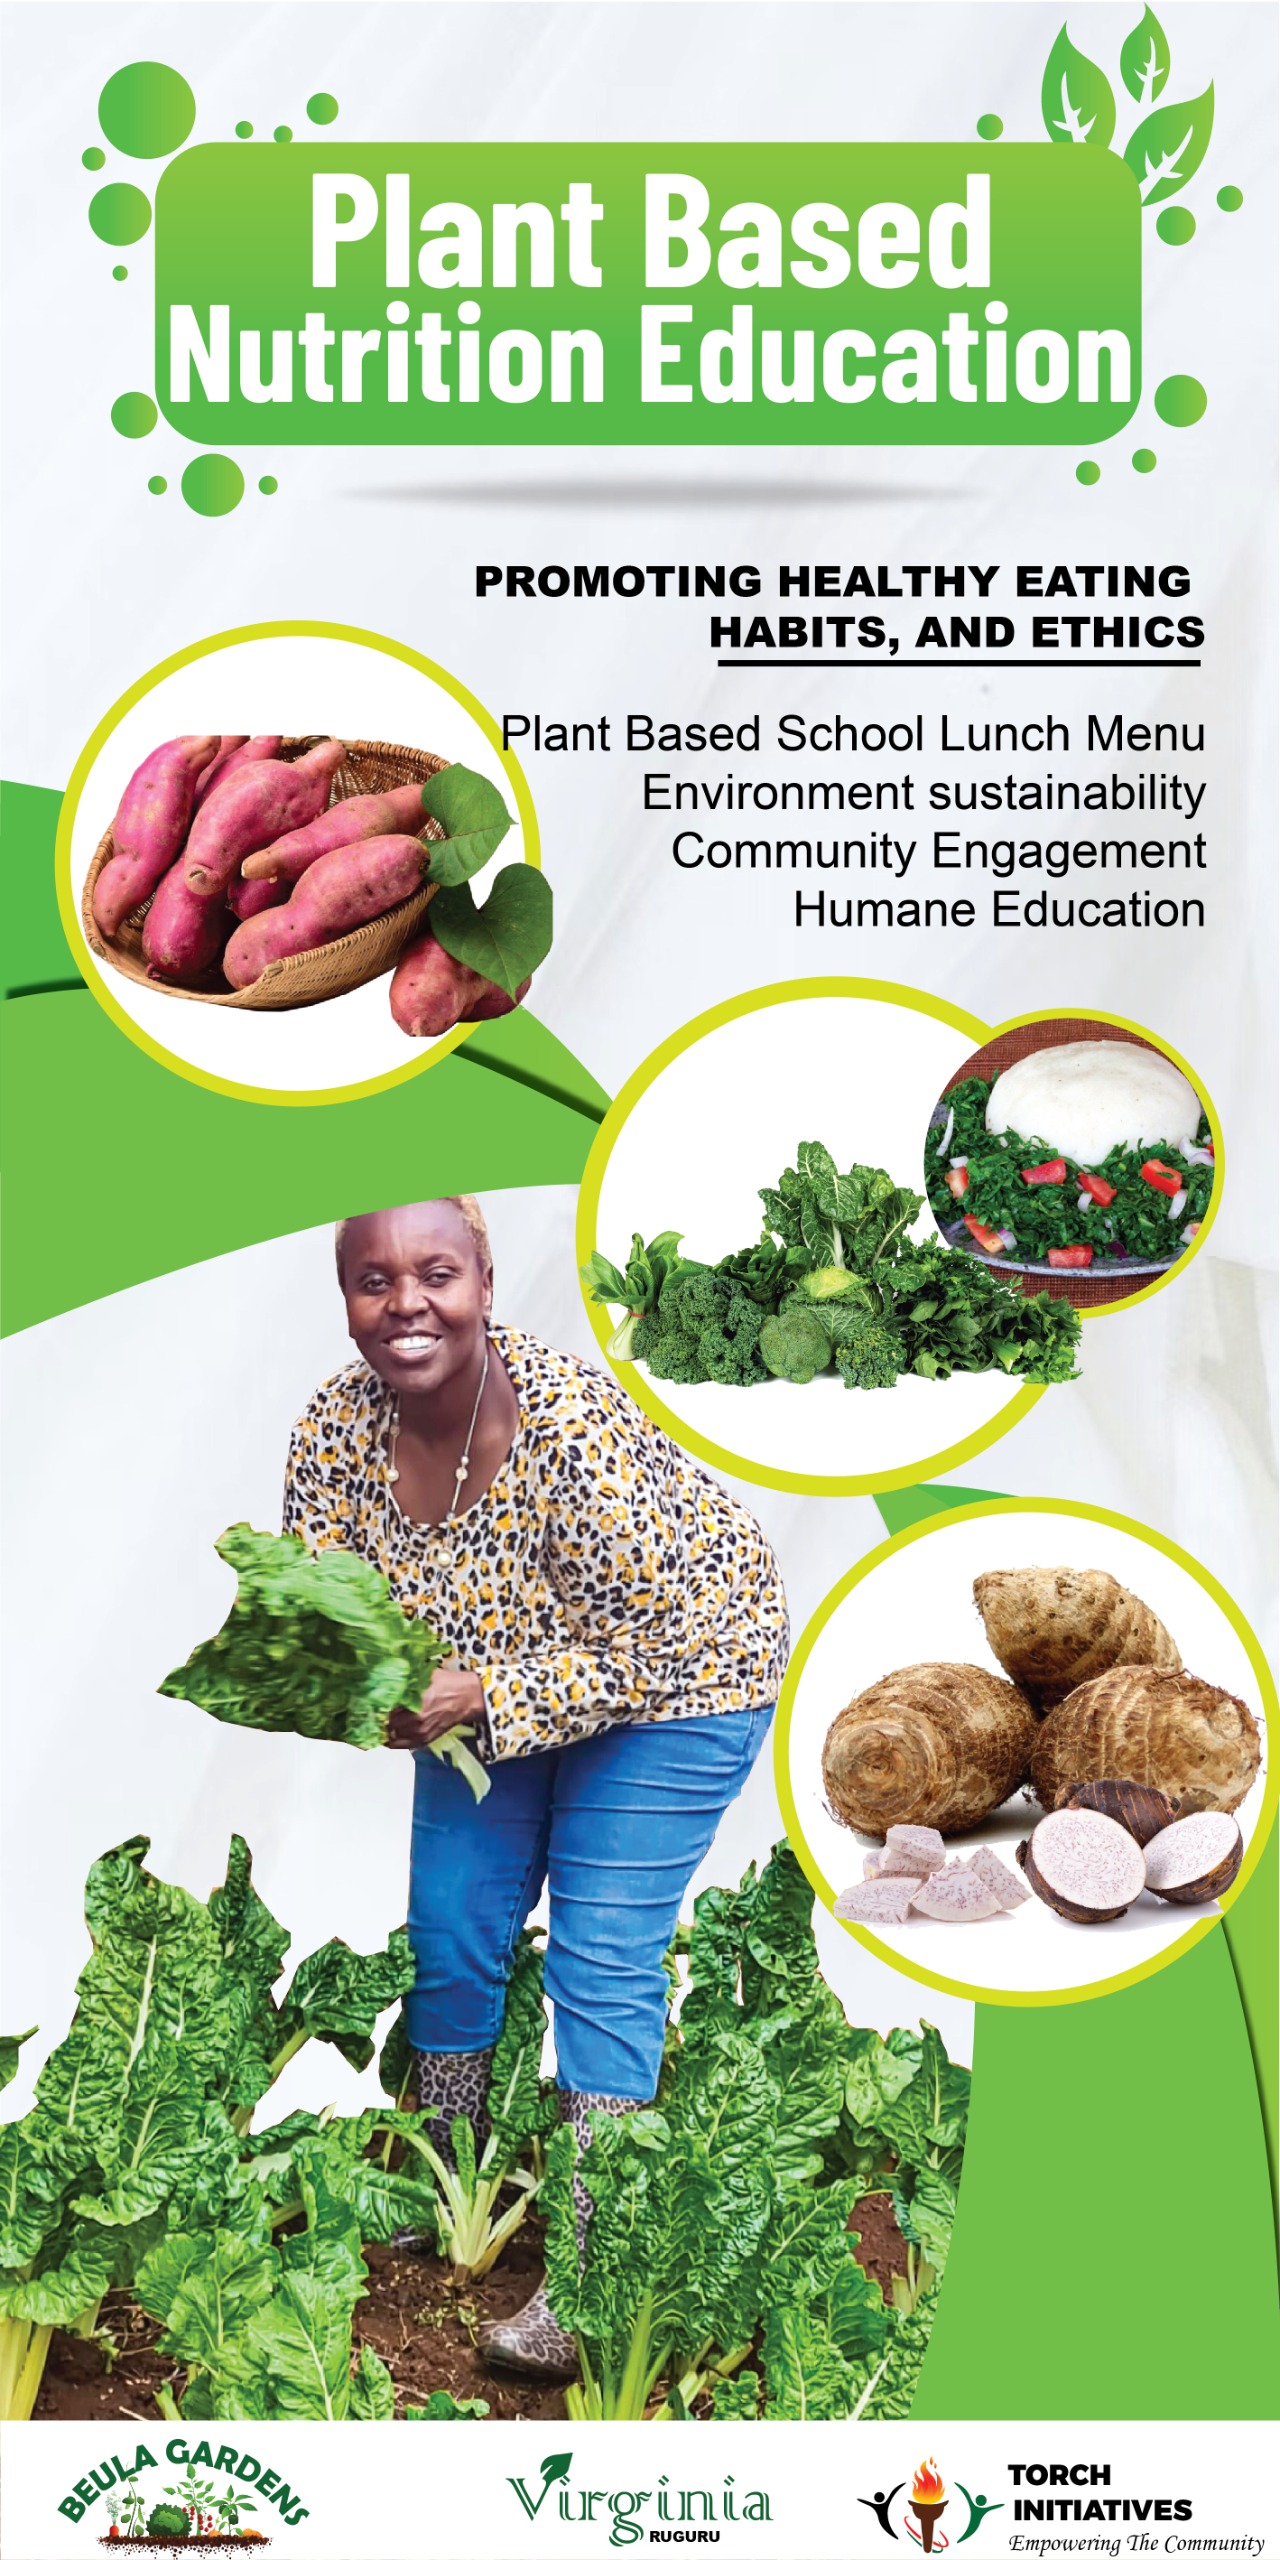 Plant Based
Nutrition Education
PROMOTING HEALTHY EATING
HABITS, AND ETHICS
Plant Based School Lunch Menu
Environment sustainability
Community Engagement
Humane Education
BEULA GARDENS
Virginia
RUGURU
TORCH
INITIATIVES
Empowering The Community